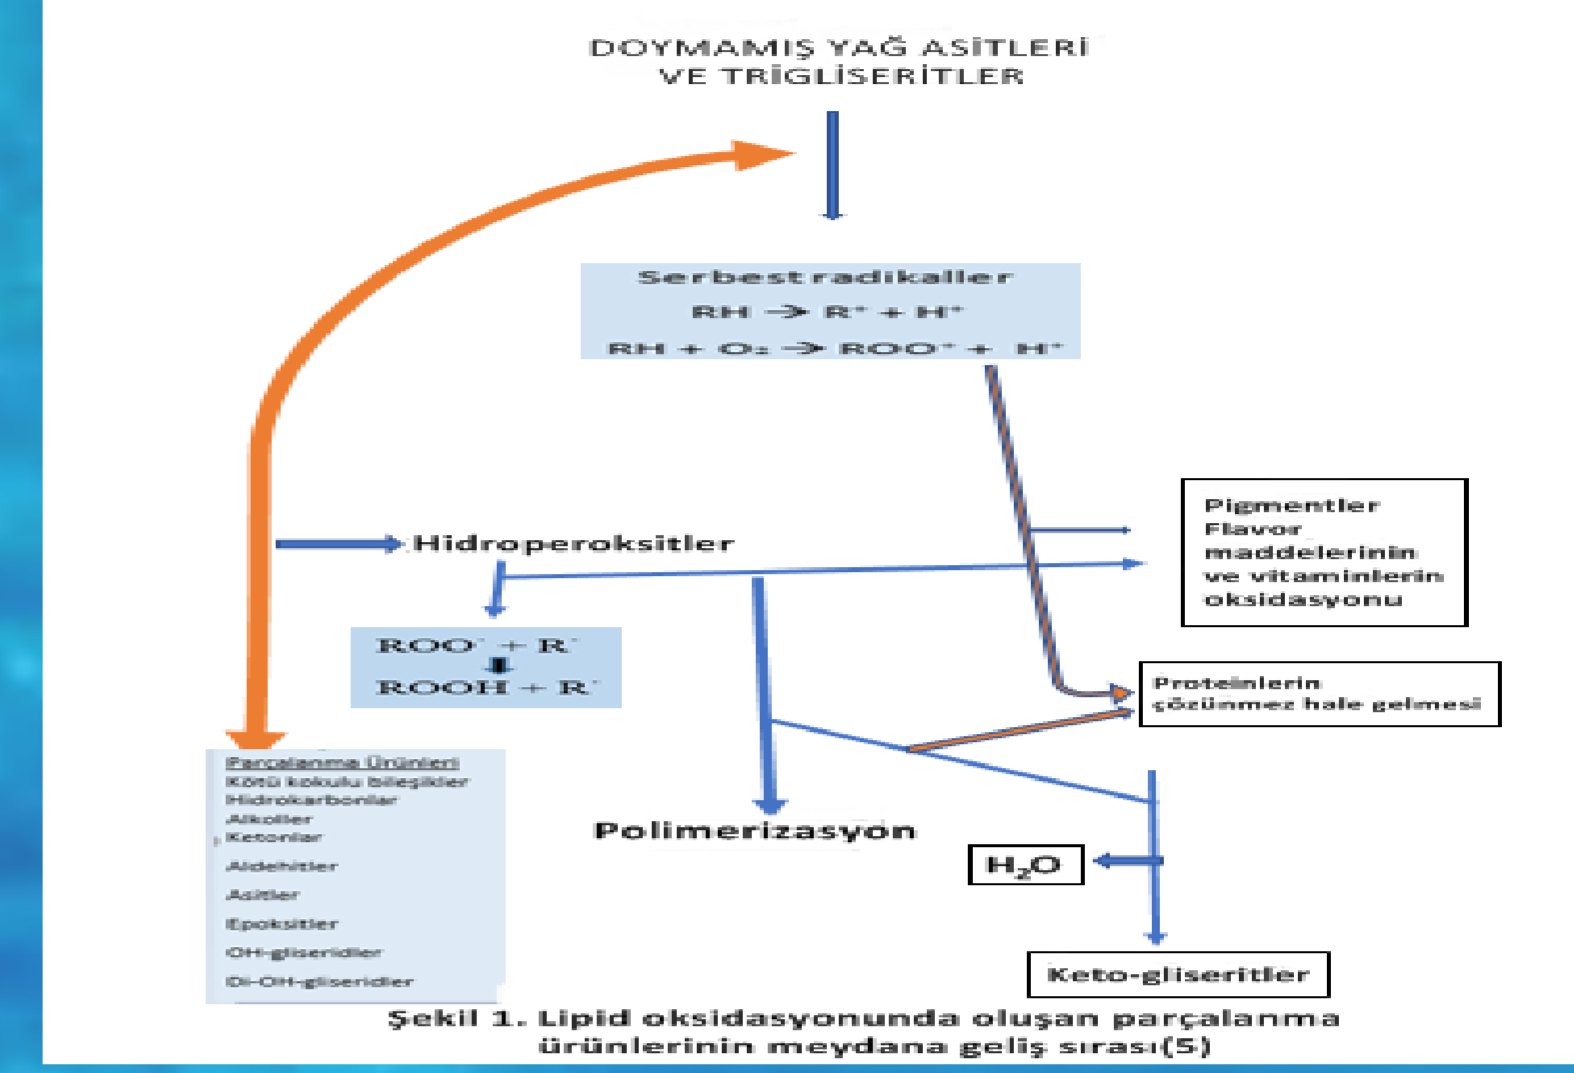 DOYMAMIŞ YAĞ ASİTLERİ
VE TRİGLİSERİTLER
Serbest radikaller
RH → R⁺ + H⁺
RH + O₂ → ROO⁺ + H⁺
Pigmentler
Flavor
maddelerinin
ve vitaminlerin
oksidasyonu
Hidroperoksitler
ROO˙ + R˙
ROOH + R˙
Proteinlerin
çözünmez hale gelmesi
Parçalanma Ürünleri
Kötü kokulu bileşikler
Hidrokarbonlar
Alkoller
Ketonlar
Aldehitler
Asitler
Epoksitler
OH-gliseridler
Di-OH-gliseridler
Polimerizasyon
H₂O
Keto-gliseritler
Şekil 1. Lipid oksidasyonunda oluşan parçalanma
ürünlerinin meydana geliş sırası(5)